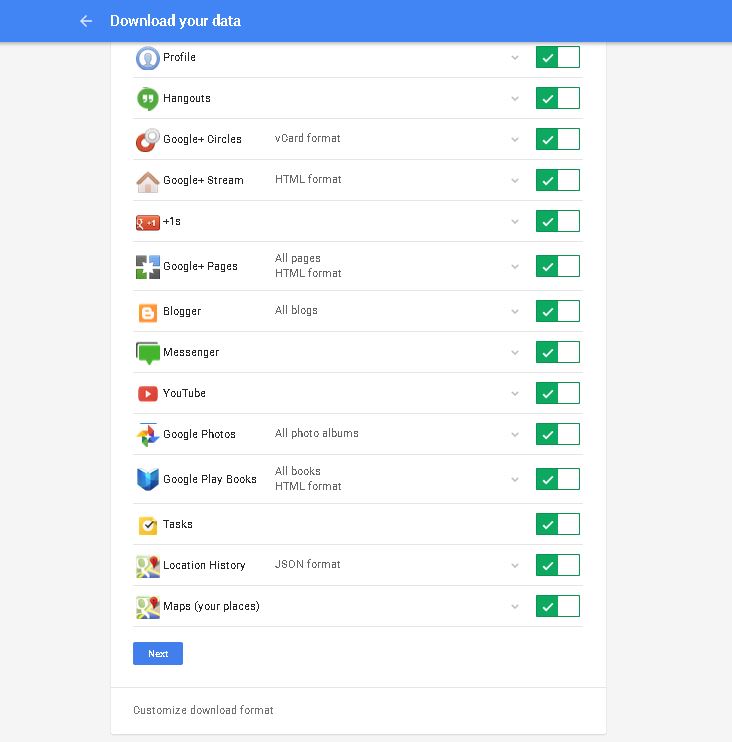 Download your data
Profile
Hangouts
Google+ Circles vCard format
Google+ Stream HTML format
+1 +1s
Google+ Pages All pages
HTML format
Blogger All blogs
Messenger
YouTube
Google Photos All photo albums
Google Play Books All books
HTML format
Tasks
Location History JSON format
Maps (your places)
Next
Customize download format